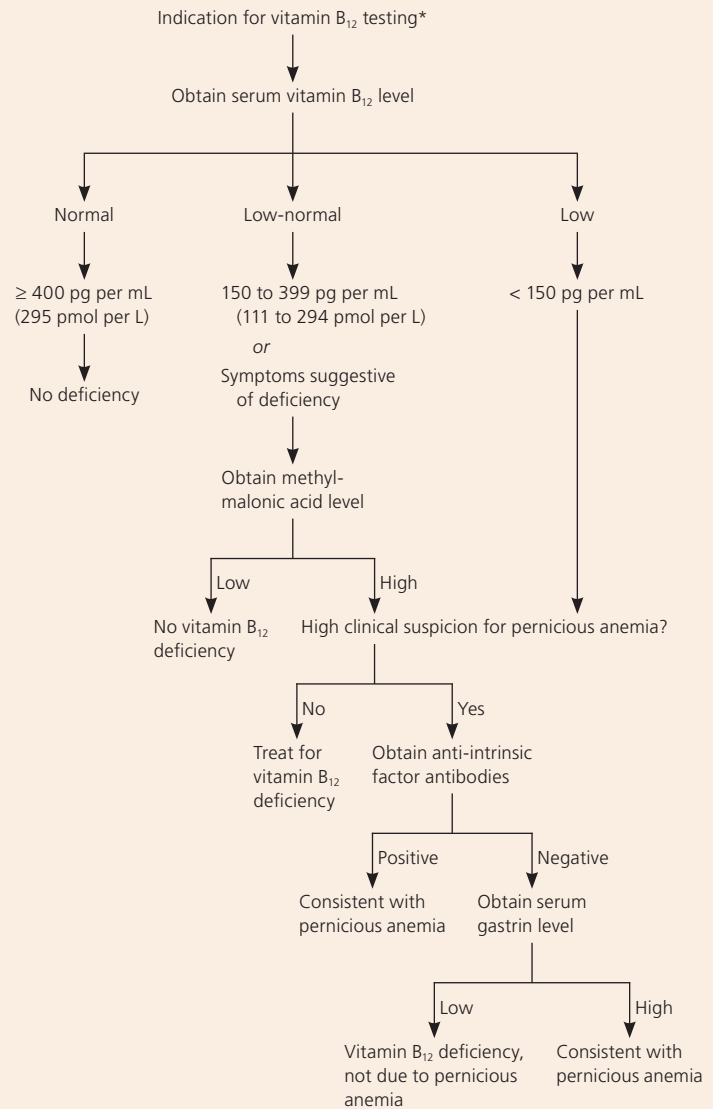 Indication for vitamin B₁₂ testing*
Obtain serum vitamin B₁₂ level
Normal
Low-normal
Low
≥ 400 pg per mL
(295 pmol per L)
150 to 399 pg per mL
(111 to 294 pmol per L)
or
Symptoms suggestive
of deficiency
< 150 pg per mL
No deficiency
Obtain methyl-
malonic acid level
Low
High
No vitamin B₁₂
deficiency
High clinical suspicion for pernicious anemia?
No
Yes
Treat for
vitamin B₁₂
deficiency
Obtain anti-intrinsic
factor antibodies
Positive
Negative
Consistent with
pernicious anemia
Obtain serum
gastrin level
Low
High
Vitamin B₁₂ deficiency,
not due to pernicious
anemia
Consistent with
pernicious anemia